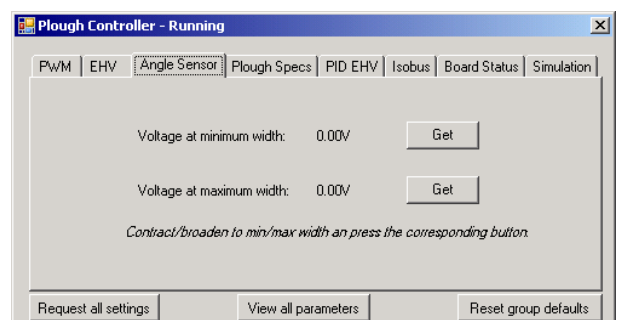 Plough Controller - Running
PWM EHV Angle Sensor Plough Specs PID EHV Isobus Board Status Simulation
Voltage at minimum width: 0.00V Get
Voltage at maximum width: 0.00V Get
Contract/broaden to min/max width an press the corresponding button.
Request all settings View all parameters Reset group defaults